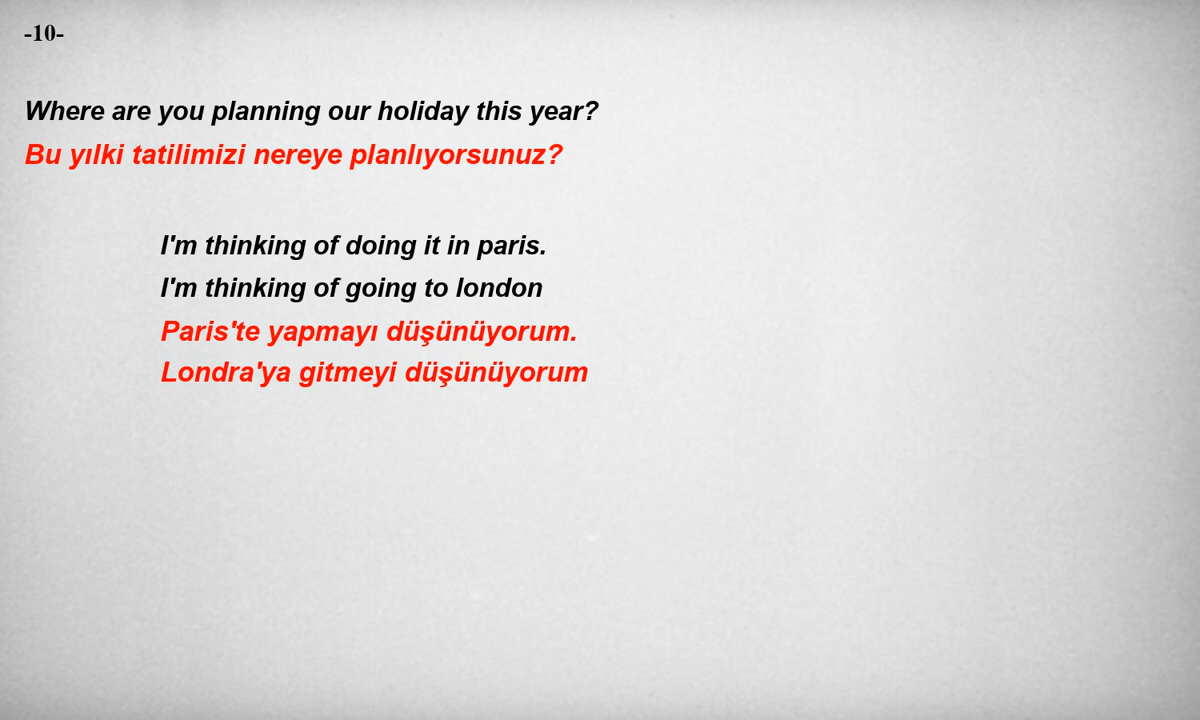 -10-
Where are you planning our holiday this year?
Bu yılki tatilimizi nereye planlıyorsunuz?
I'm thinking of doing it in paris.
I'm thinking of going to london
Paris'te yapmayı düşünüyorum.
Londra'ya gitmeyi düşünüyorum